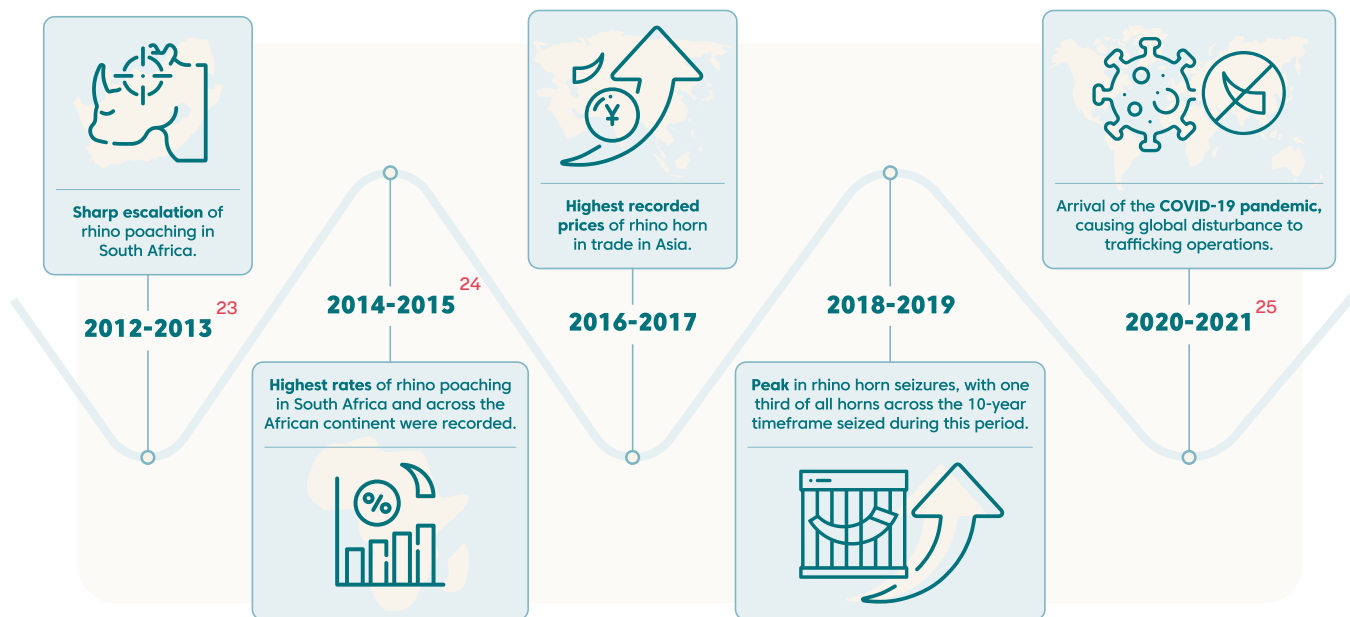 Sharp escalation of
rhino poaching in
South Africa.
2012-2013 23
2014-2015 24
Highest rates of rhino poaching
in South Africa and across the
African continent were recorded.
%
¥
Highest recorded
prices of rhino horn
in trade in Asia.
2016-2017
2018-2019
Peak in rhino horn seizures, with one
third of all horns across the 10-year
timeframe seized during this period.
Arrival of the COVID-19 pandemic,
causing global disturbance to
trafficking operations.
2020-2021 25